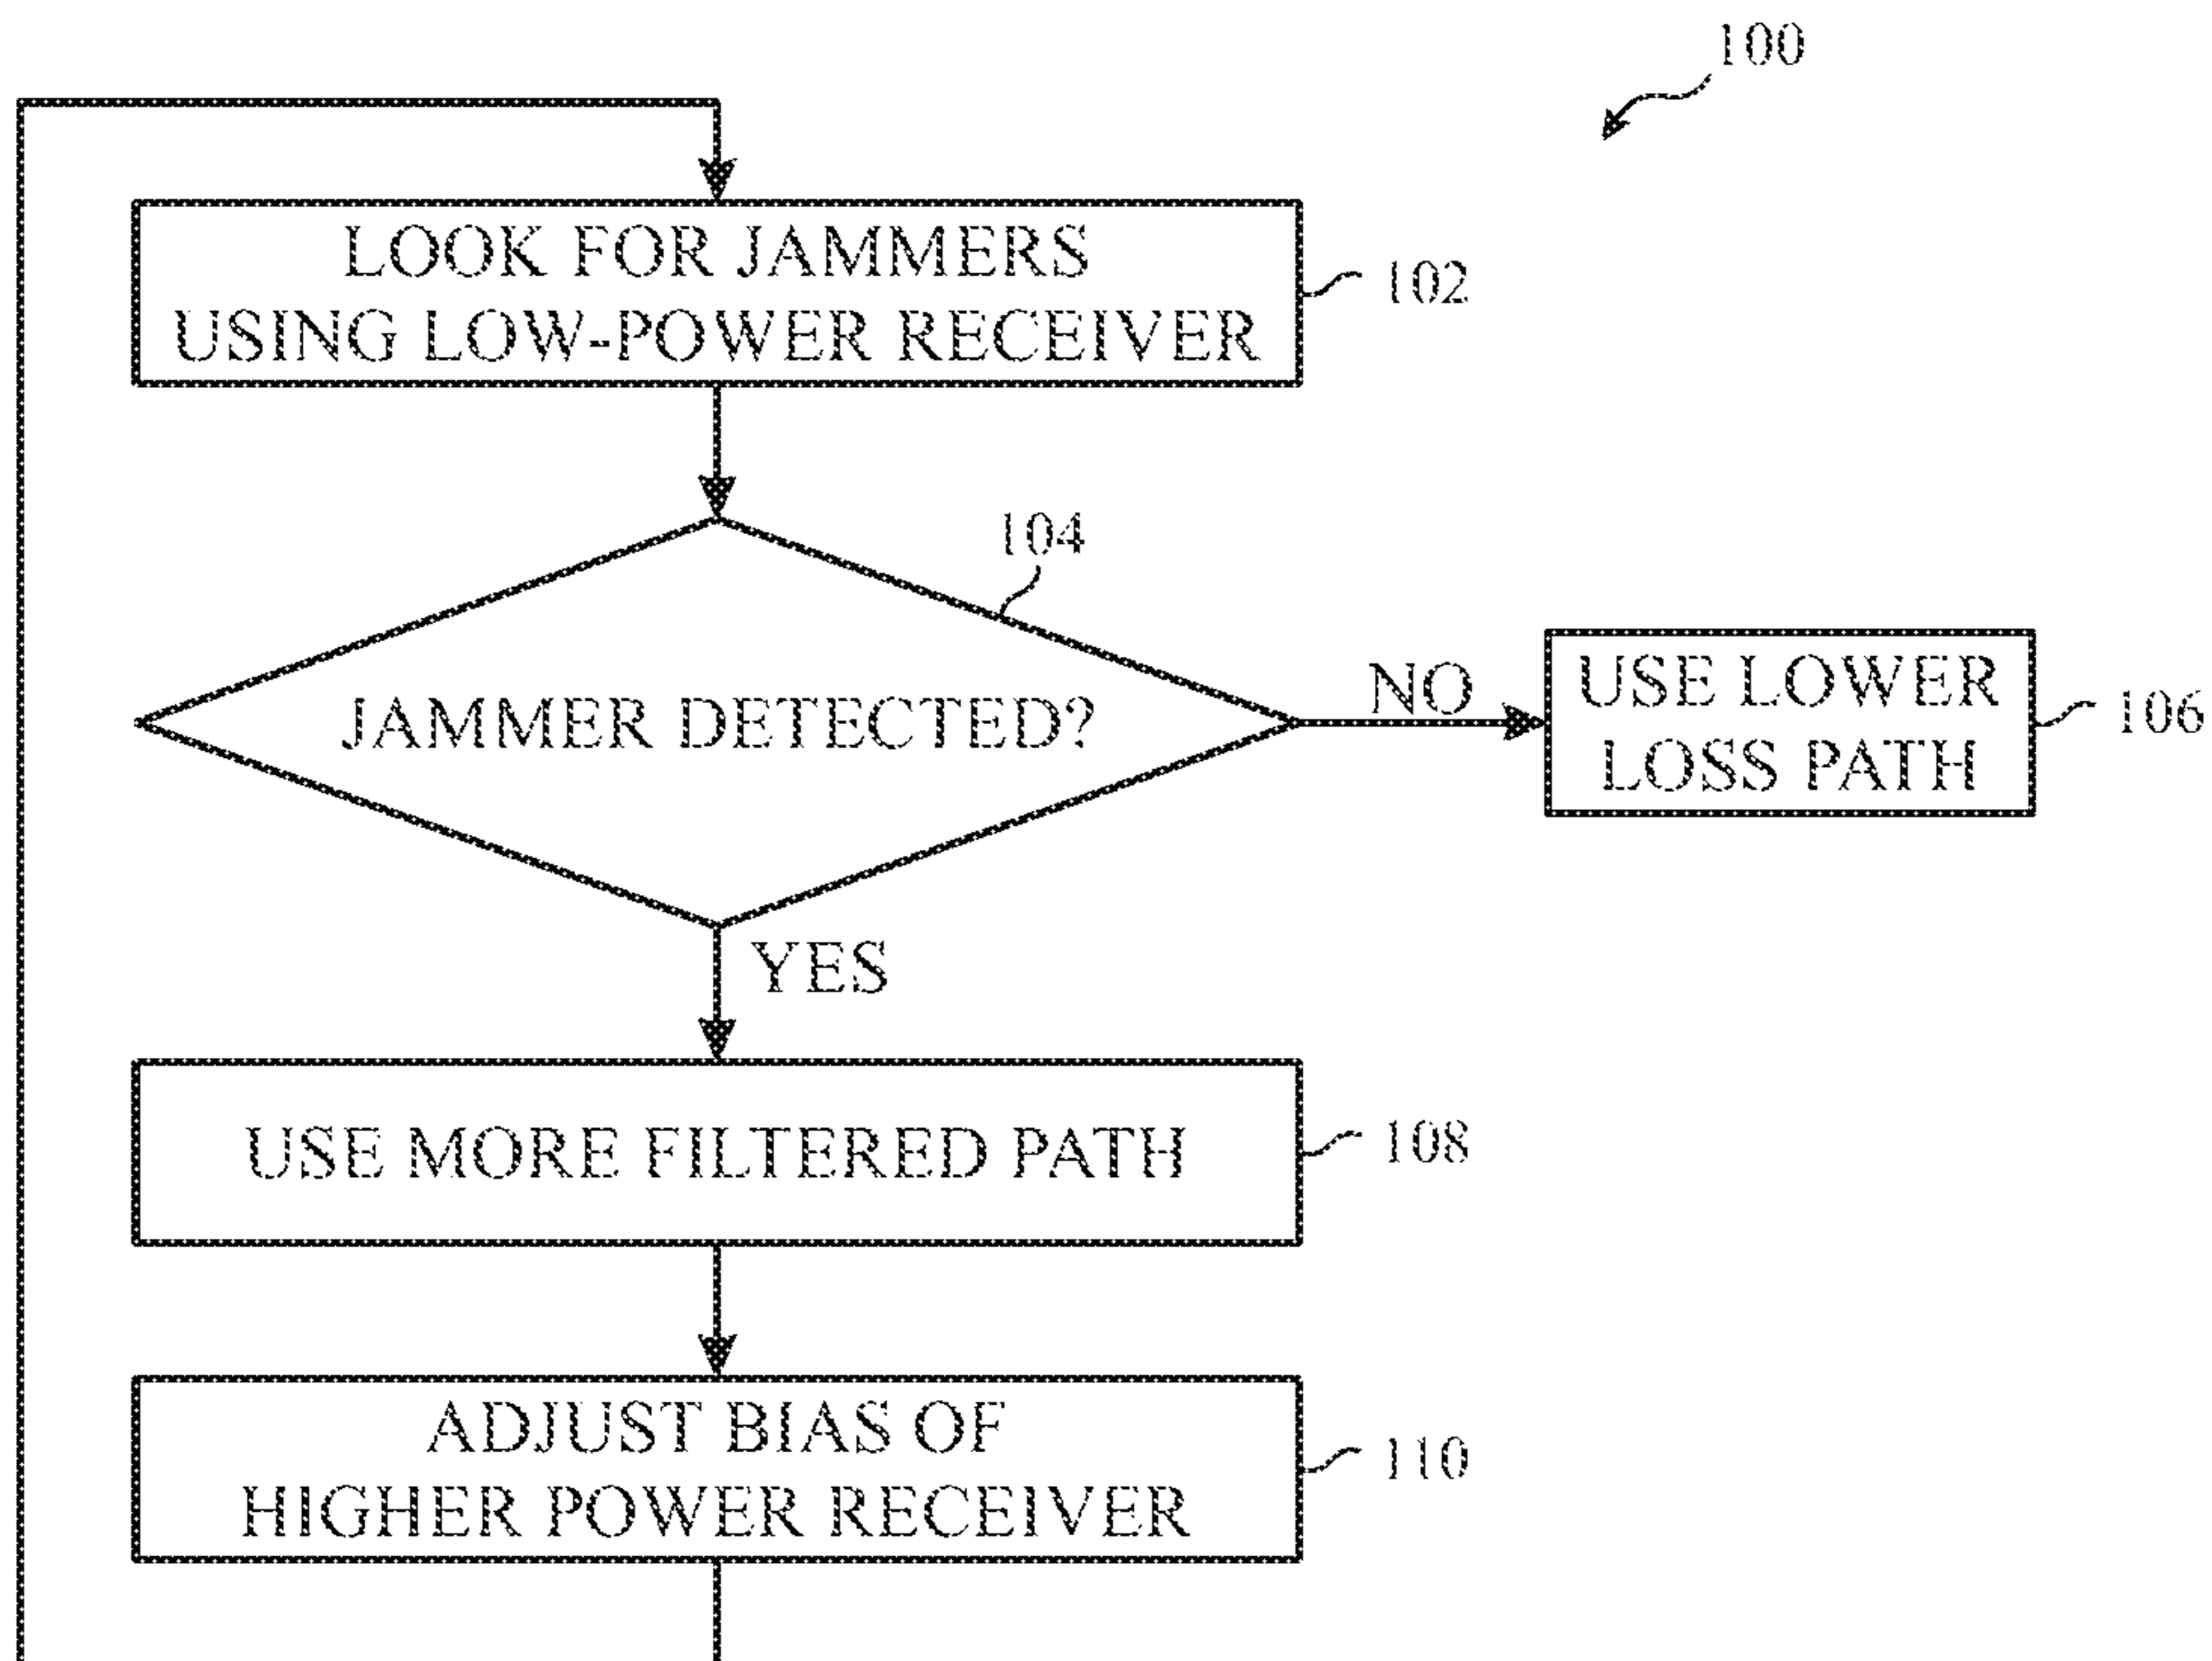 100
LOOK FOR JAMMERS
USING LOW-POWER RECEIVER
102
104
JAMMER DETECTED?
NO
USE LOWER
LOSS PATH
106
YES
USE MORE FILTERED PATH
108
ADJUST BIAS OF
HIGHER POWER RECEIVER
110